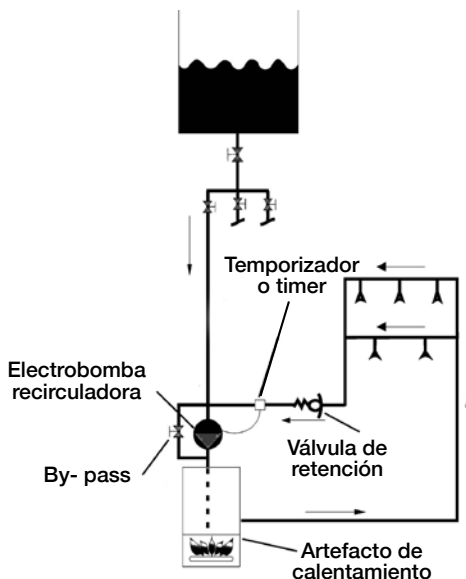 Temporizador
o timer
Electrobomba
recirculadora
Válvula de
retención
By- pass
Artefacto de
calentamiento